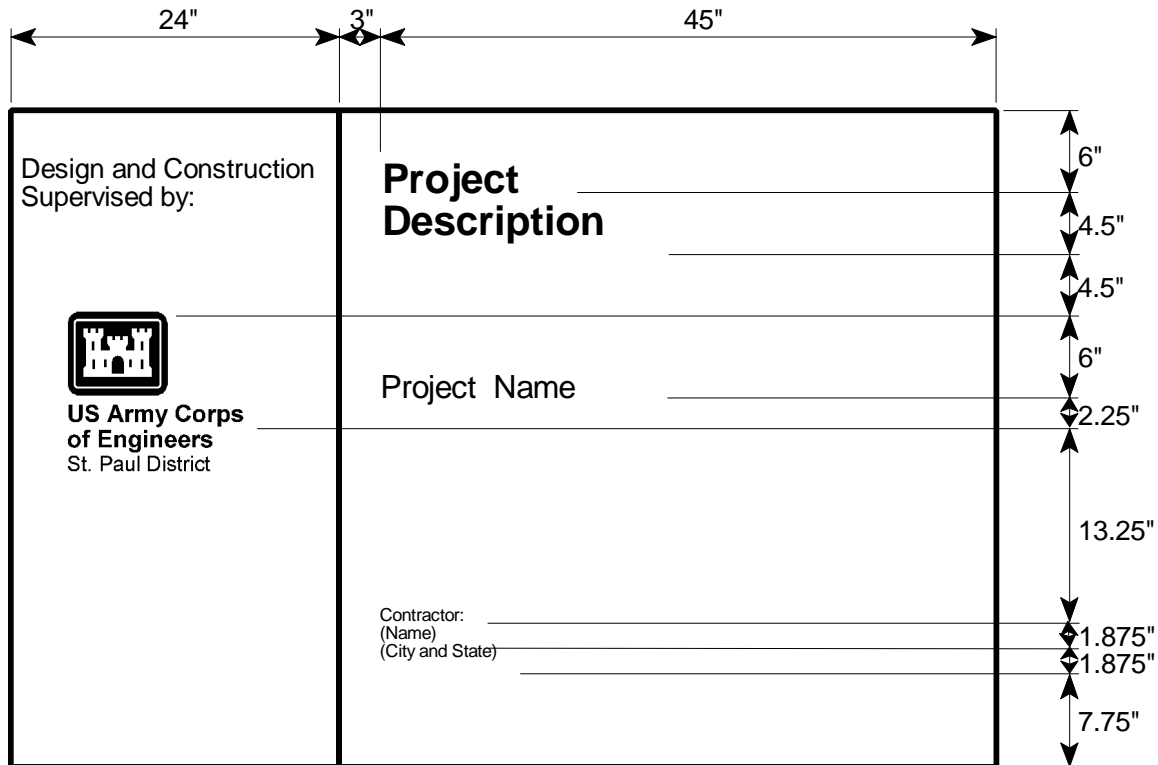 24" 3" 45"
Design and Construction
Supervised by:
Project
Description
6"
4.5"
4.5"
6"
Project Name
2.25"
US Army Corps
of Engineers
St. Paul District
13.25"
Contractor:
(Name)
(City and State)
1.875"
1.875"
7.75"